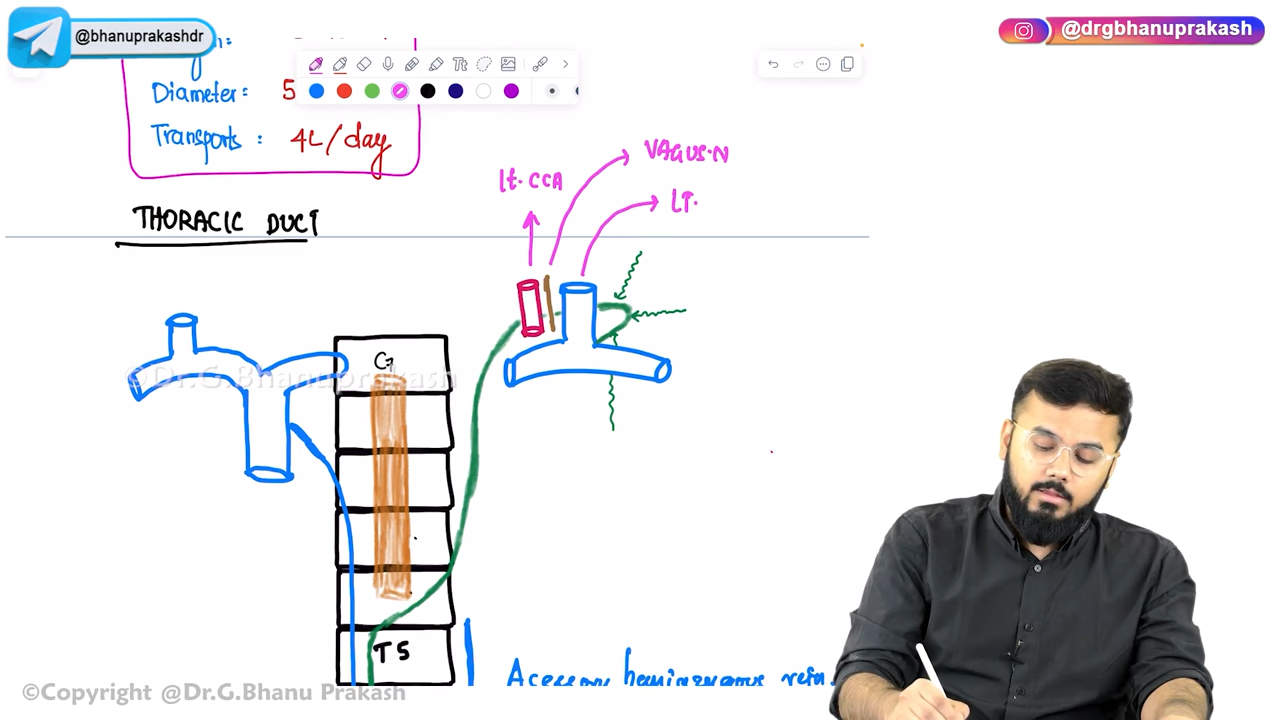 @bhanuprakashdr
@drgbhanuprakash
Diameter: 5
Tt
Transports : 4L/day
VAGUS.N
Lt. CCA
LT.
THORACIC DUCT
C7
©Dr.G.Bhanuprakash
T5
©Copyright @Dr.G.Bhanu Prakash